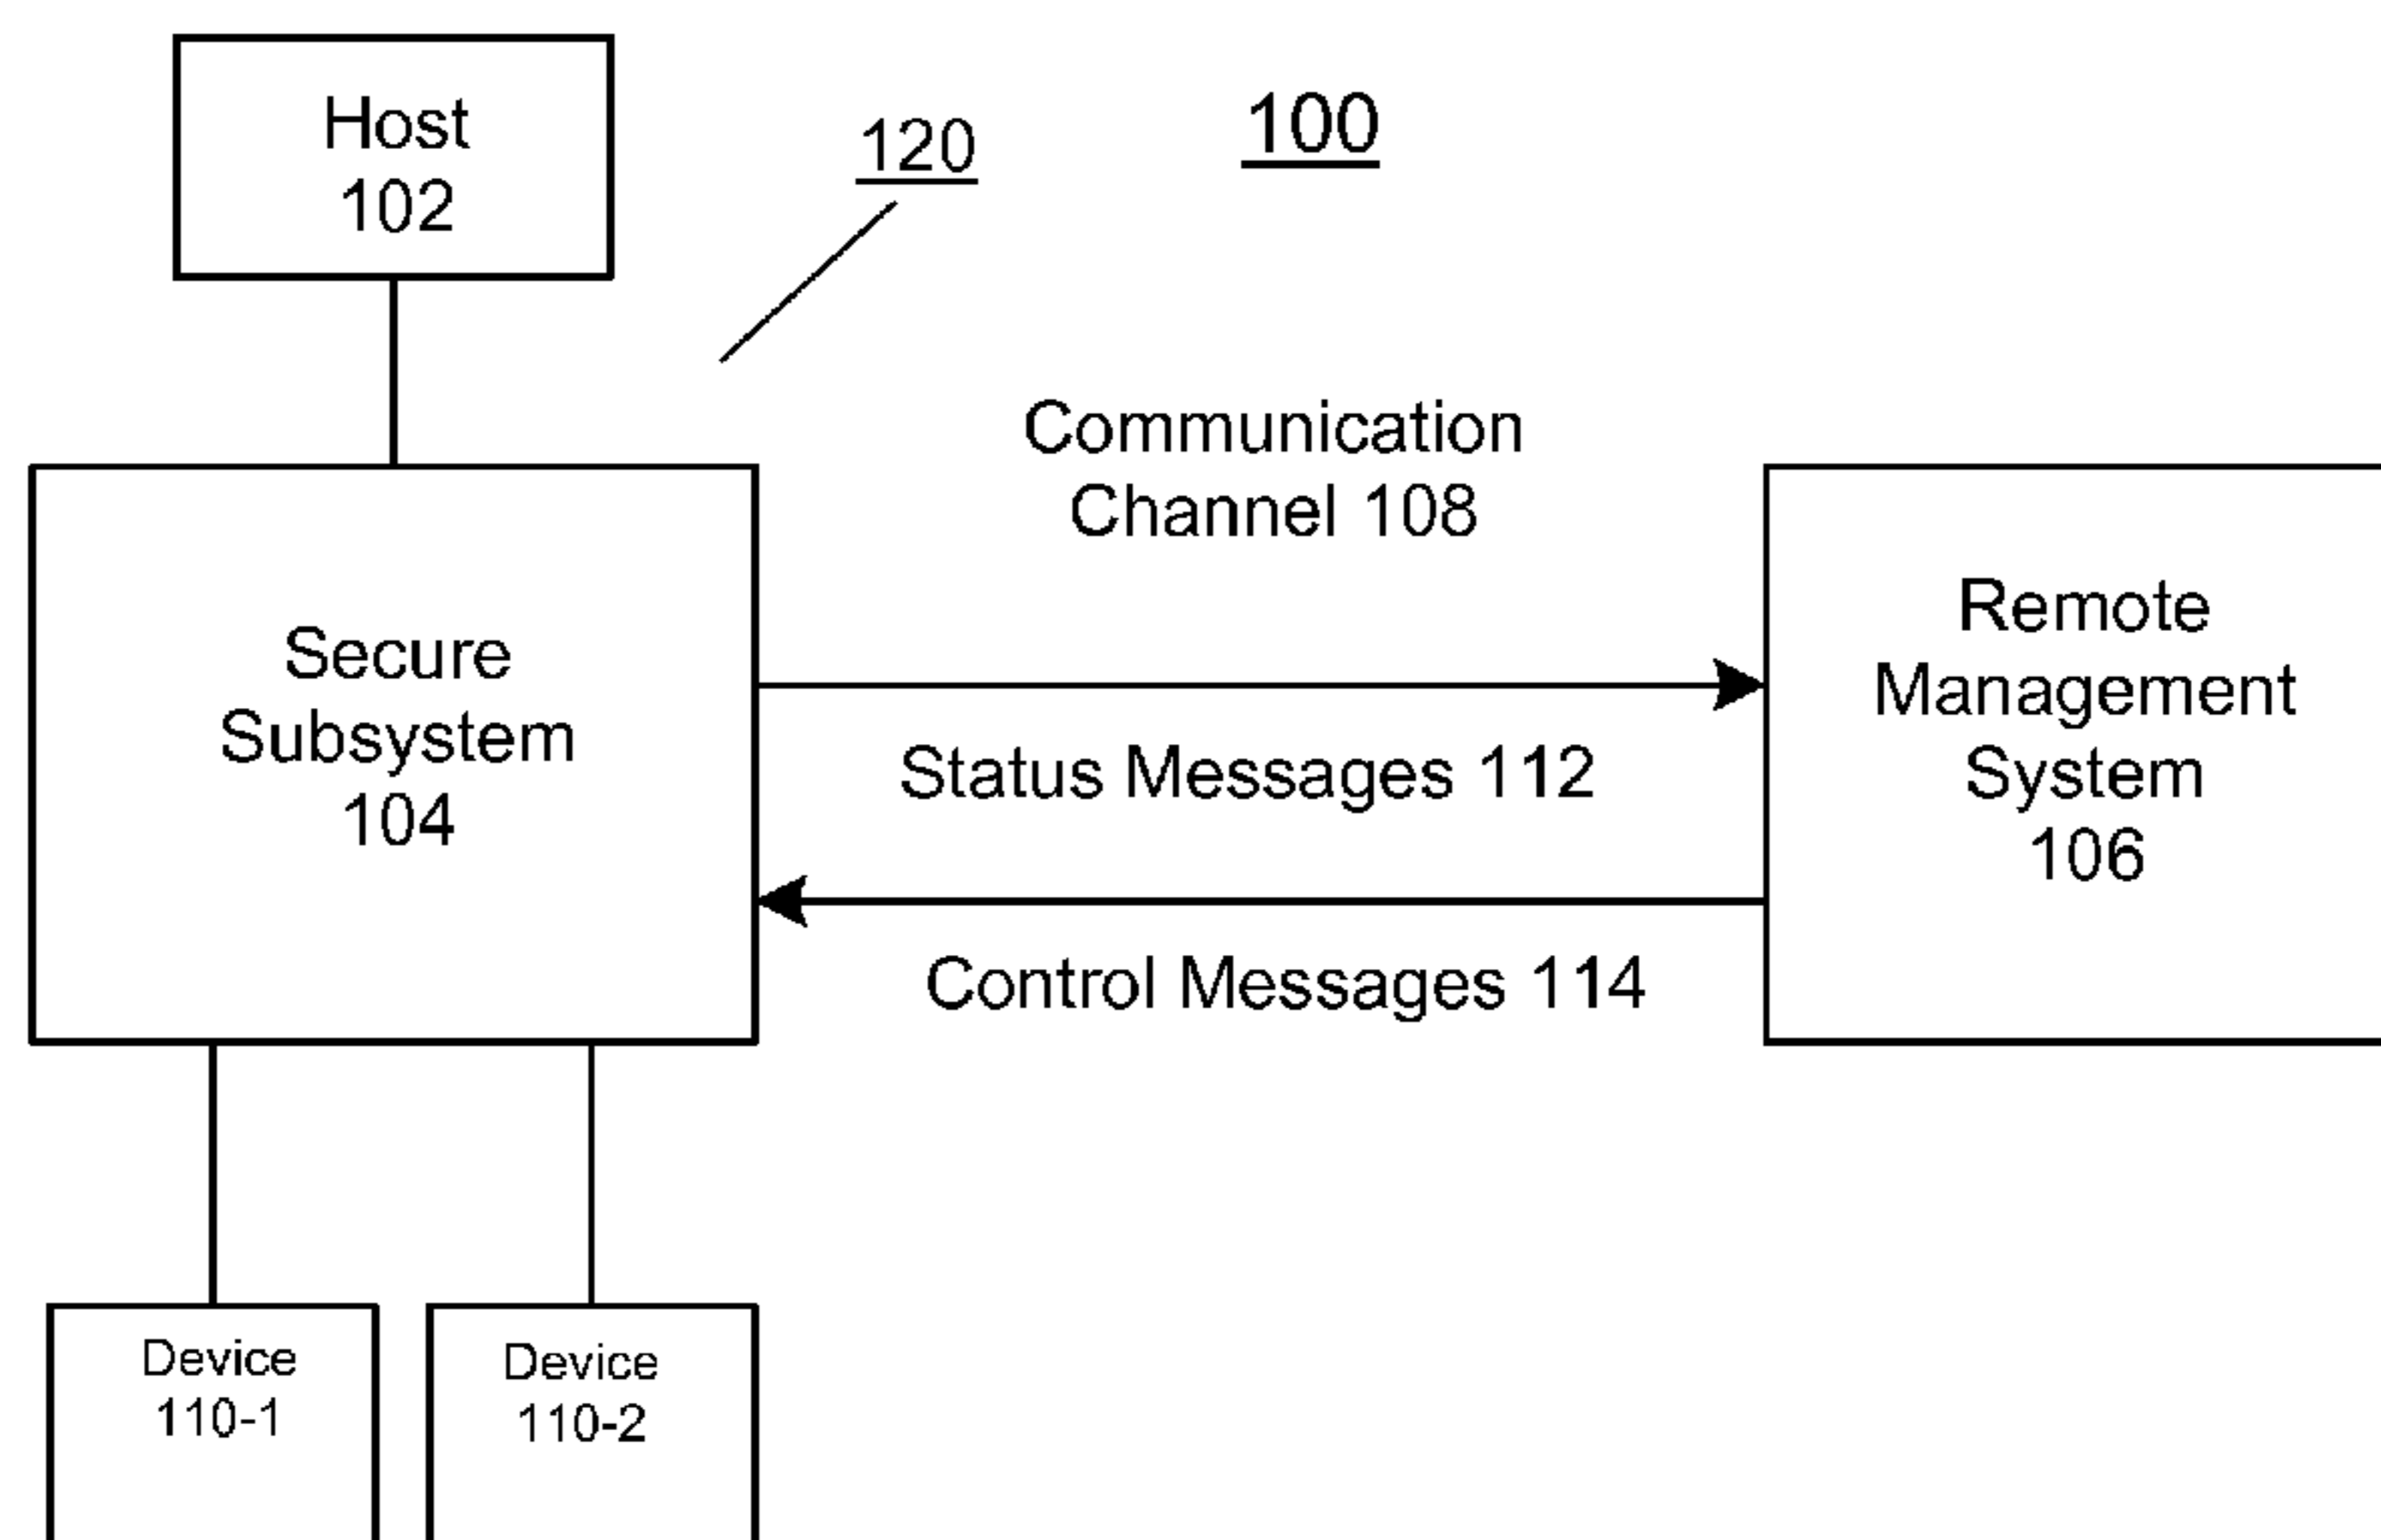 Host
102
120
100
Communication
Channel 108
Secure
Subsystem
104
Remote
Management
System
106
Status Messages 112
Control Messages 114
Device
110-1
Device
110-2